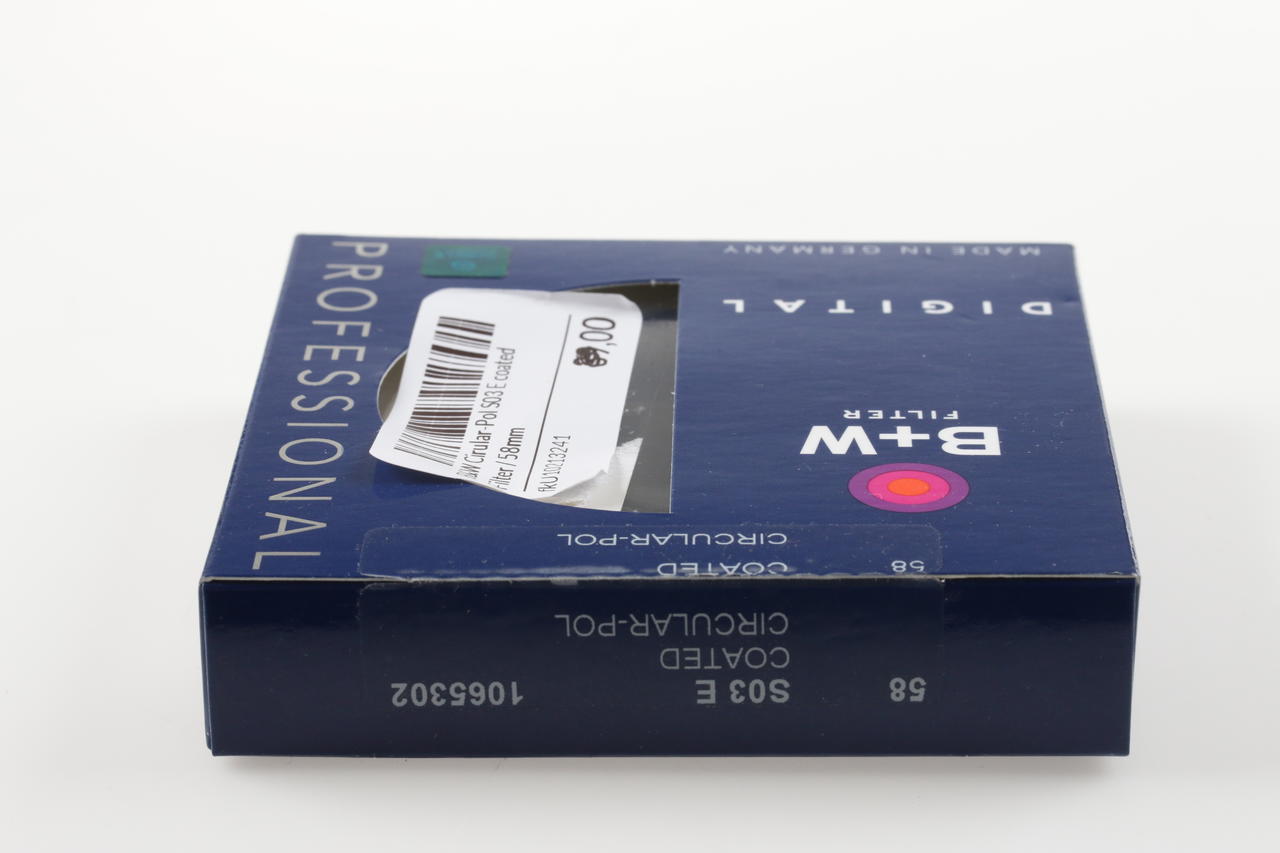 PROFESSIONAL
MADE IN GERMANY
DIGITAL
B+W
FILTER
Cirular-Pol S03 E coated
Filter / 58mm
,00
58 COATED
CIRCULAR-POL
58 S03 E 1065302
COATED
CIRCULAR-POL